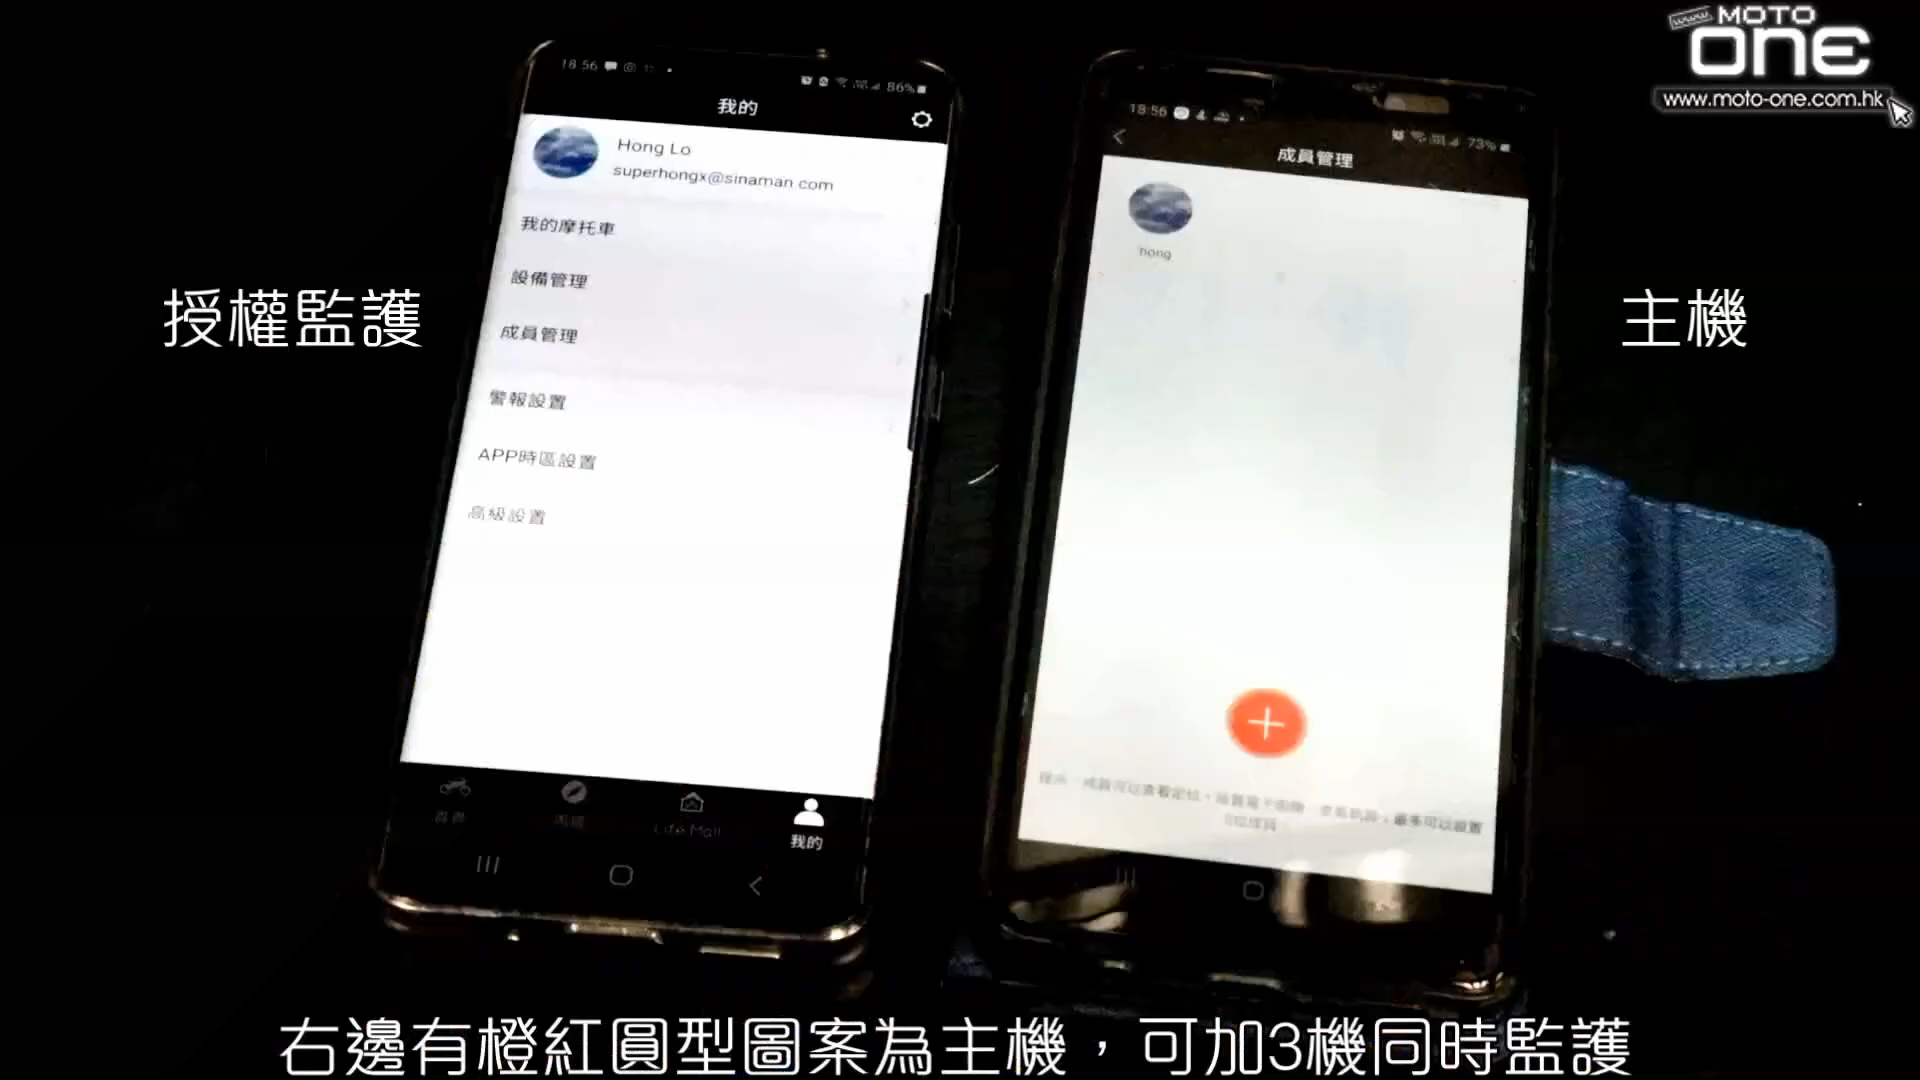 MOTO
ONE
www.moto-one.com.hk
18:56
86%
我的
Hong Lo
superhongx@sinaman.com
我的摩托車
設備管理
成員管理
警報設置
APP時區設置
高級設置
Life Mall
我的
18:56
73%
成員管理
hong
授權監護
主機
右邊有橙紅圓型圖案為主機，可加3機同時監護